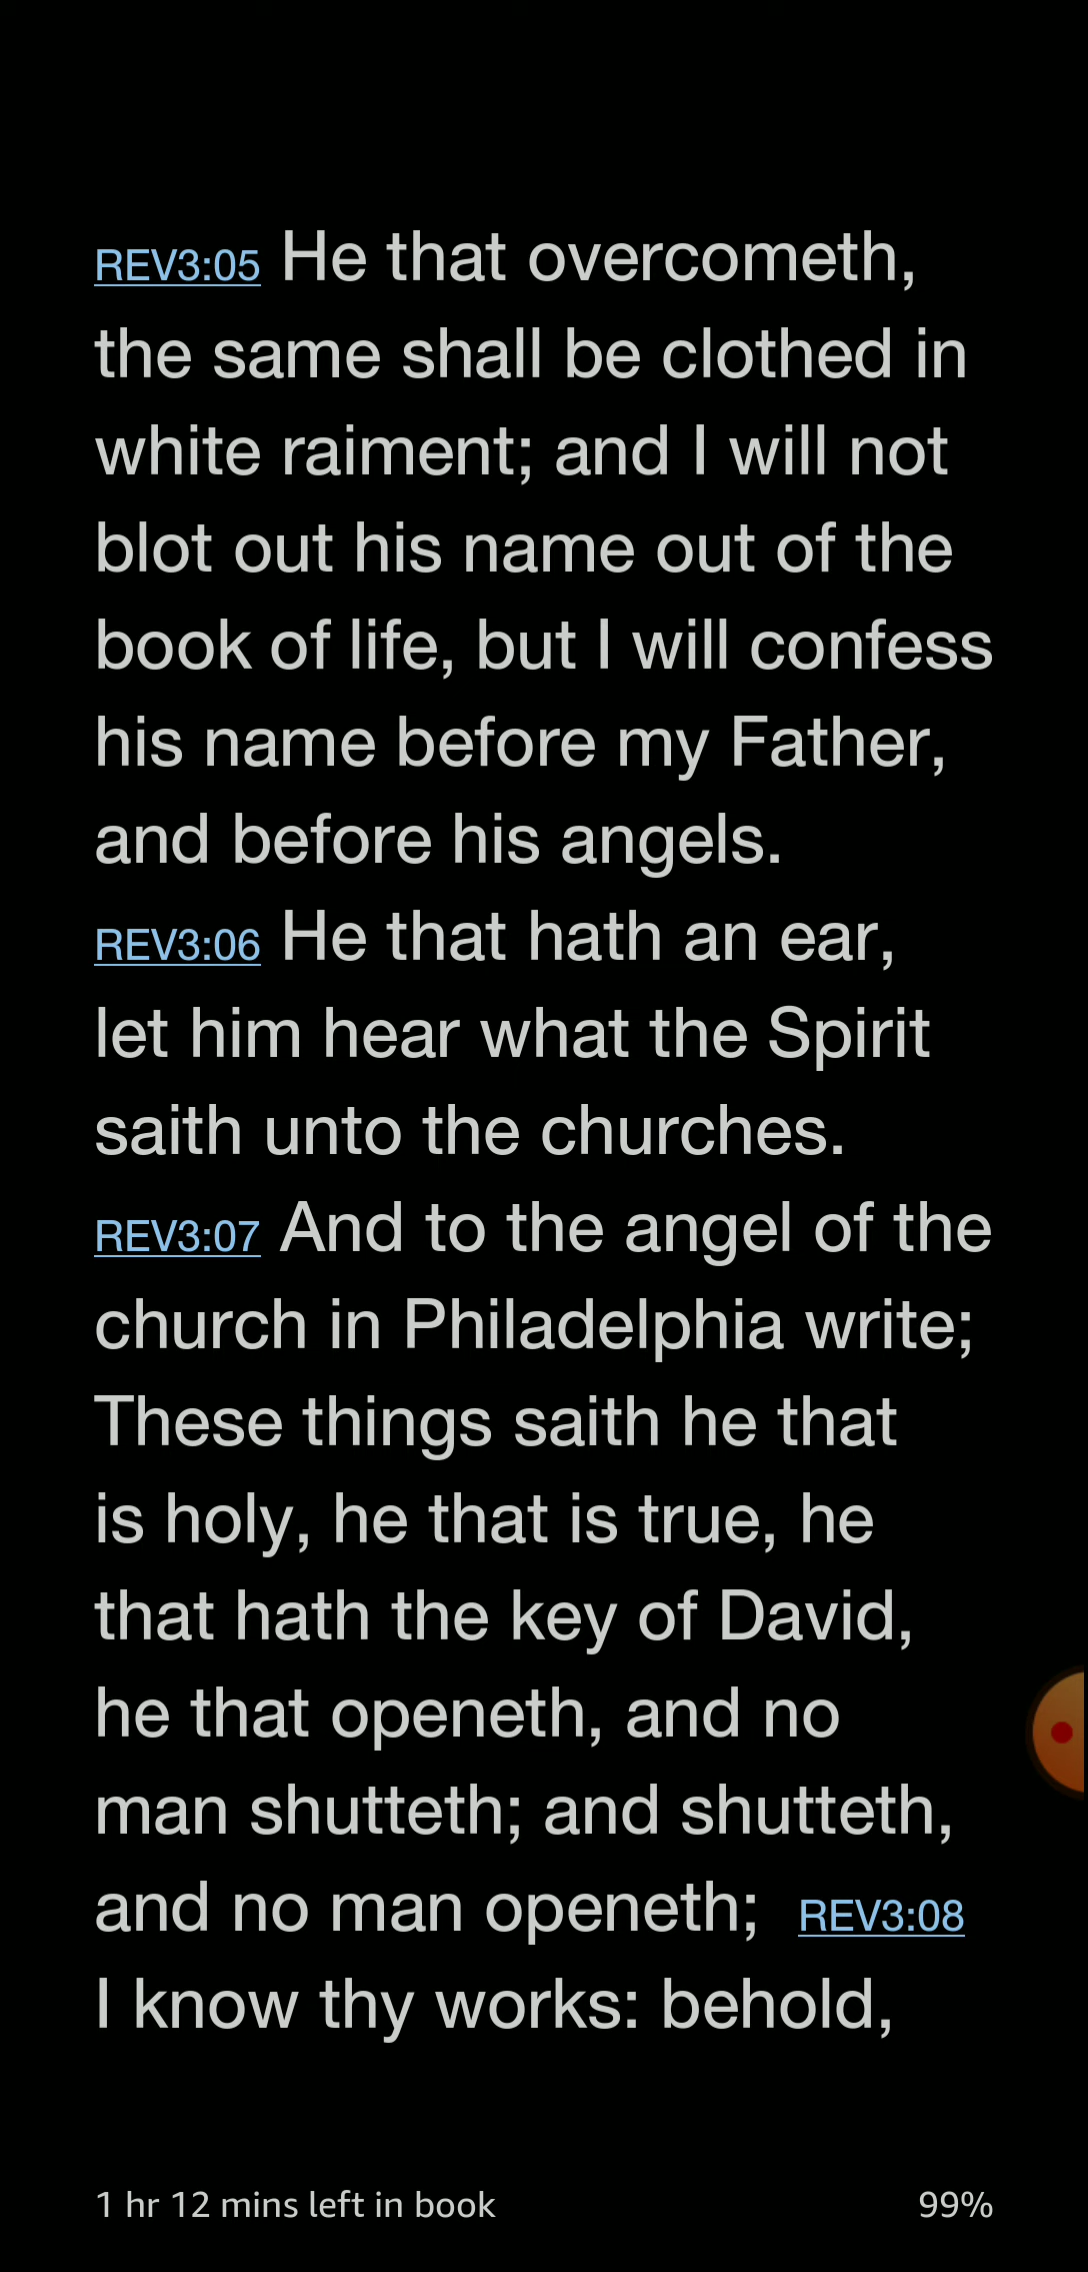 REV3:05 He that overcometh,
the same shall be clothed in
white raiment; and I will not
blot out his name out of the
book of life, but I will confess
his name before my Father,
and before his angels.
REV3:06 He that hath an ear,
let him hear what the Spirit
saith unto the churches.
REV3:07 And to the angel of the
church in Philadelphia write;
These things saith he that
is holy, he that is true, he
that hath the key of David,
he that openeth, and no
man shutteth; and shutteth,
and no man openeth; REV3:08
I know thy works: behold,
1 hr 12 mins left in book 99%